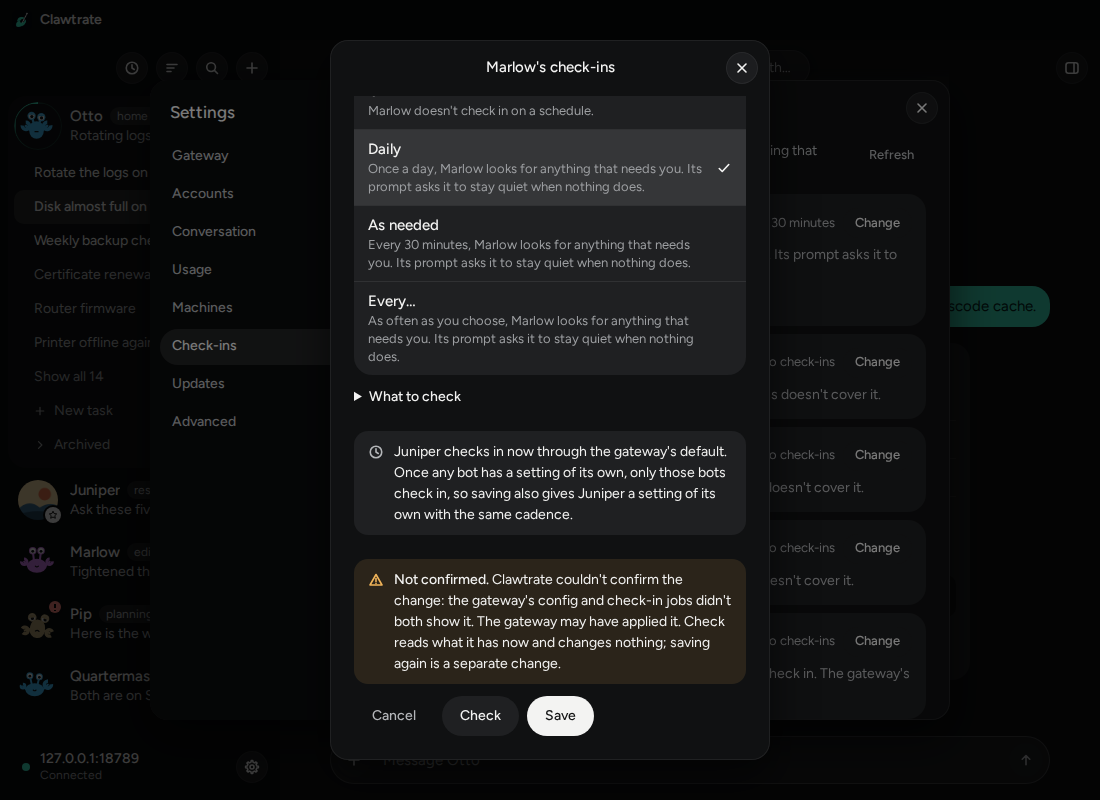 Clawtrate
Marlow's check-ins
Marlow doesn't check in on a schedule.
Daily
Once a day, Marlow looks for anything that needs you. Its
prompt asks it to stay quiet when nothing does.
As needed
Every 30 minutes, Marlow looks for anything that needs
you. Its prompt asks it to stay quiet when nothing does.
Every...
As often as you choose, Marlow looks for anything that
needs you. Its prompt asks it to stay quiet when nothing
does.
What to check
Juniper checks in now through the gateway's default.
Once any bot has a setting of its own, only those bots
check in, so saving also gives Juniper a setting of its
own with the same cadence.
Not confirmed. Clawtrate couldn't confirm the
change: the gateway's config and check-in jobs didn't
both show it. The gateway may have applied it. Check
reads what it has now and changes nothing; saving
again is a separate change.
Cancel
Check
Save
Settings
Gateway
Accounts
Conversation
Usage
Machines
Check-ins
Updates
Advanced
ing that
Refresh
30 minutes
Change
Its prompt asks it to
check-ins
Change
s doesn't cover it.
check-ins
Change
doesn't cover it.
check-ins
Change
esn't cover it.
check-ins
Change
heck in. The gateway's
scode cache.
Otto
home
Rotating logs
Rotate the logs on
Disk almost full on
Weekly backup che
Certificate renewa
Router firmware
Printer offline again
Show all 14
New task
Archived
Juniper
res
Ask these fiv
Marlow
edi
Tightened th
Pip
planning
Here is the w
Quartermas
Both are on S
127.0.0.1:18789
Connected
Message Otto